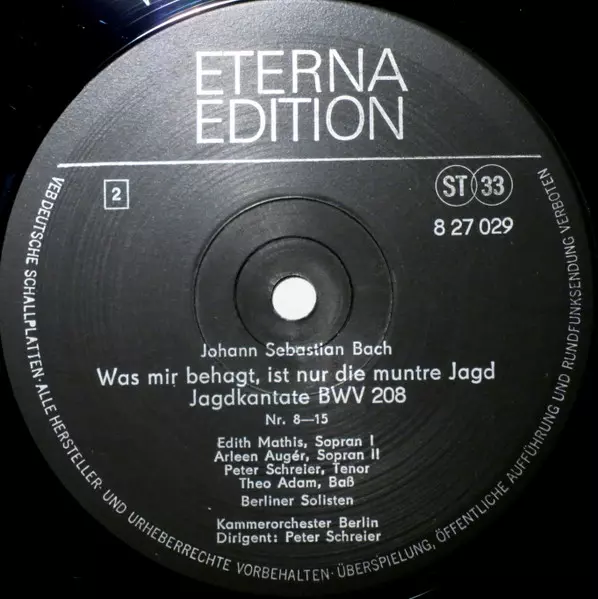 ETERNA
EDITION
2
ST 33
8 27 029
Johann Sebastian Bach
Was mir behagt, ist nur die muntre Jagd
Jagdkantate BWV 208
Nr. 8—15
Edith Mathis, Sopran I
Arleen Augér, Sopran II
Peter Schreier, Tenor
Theo Adam, Baß
Berliner Solisten
Kammerorchester Berlin
Dirigent: Peter Schreier
VEB DEUTSCHE SCHALLPLATTEN · ALLE HERSTELLER- UND URHEBERRECHTE VORBEHALTEN · ÜBERSPIELUNG, ÖFFENTLICHE AUFFÜHRUNG UND RUNDFUNKSENDUNG VERBOTEN